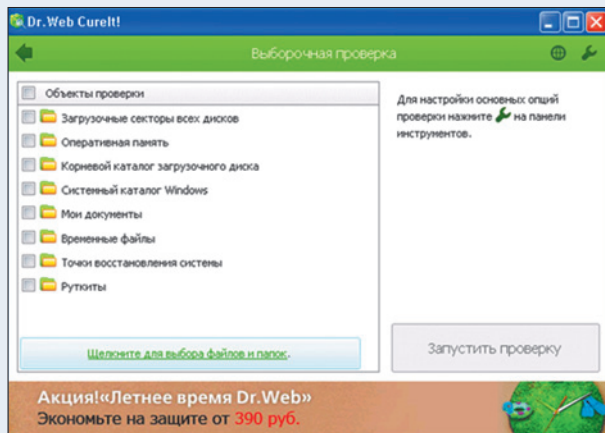 Dr.Web CureIt!
Выборочная проверка
Объекты проверки
Загрузочные секторы всех дисков
Оперативная память
Корневой каталог загрузочного диска
Системный каталог Windows
Мои документы
Временные файлы
Точки восстановления системы
Руткиты
Щелкните для выбора файлов и папок.
Для настройки основных опций
проверки нажмите на панели
инструментов.
Запустить проверку
Акция!«Летнее время Dr.Web»
Экономьте на защите от 390 руб.